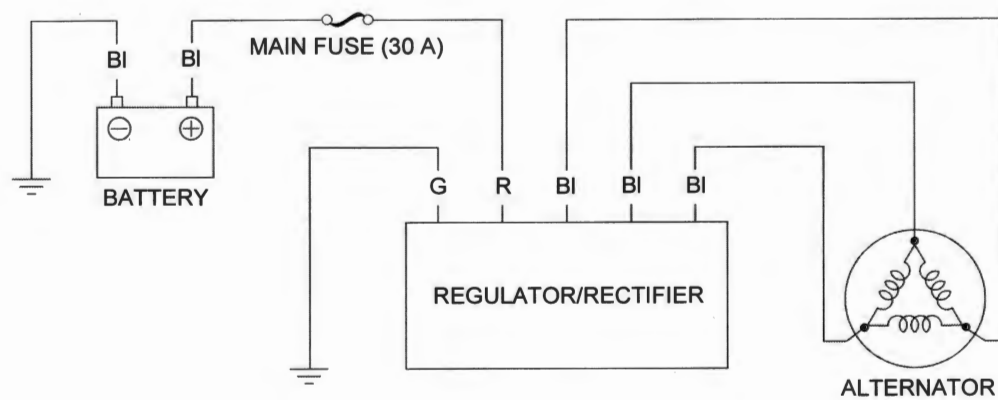 MAIN FUSE (30 A)
Bl Bl
⊖ ⊕
BATTERY
G R Bl Bl Bl
REGULATOR/RECTIFIER
ALTERNATOR